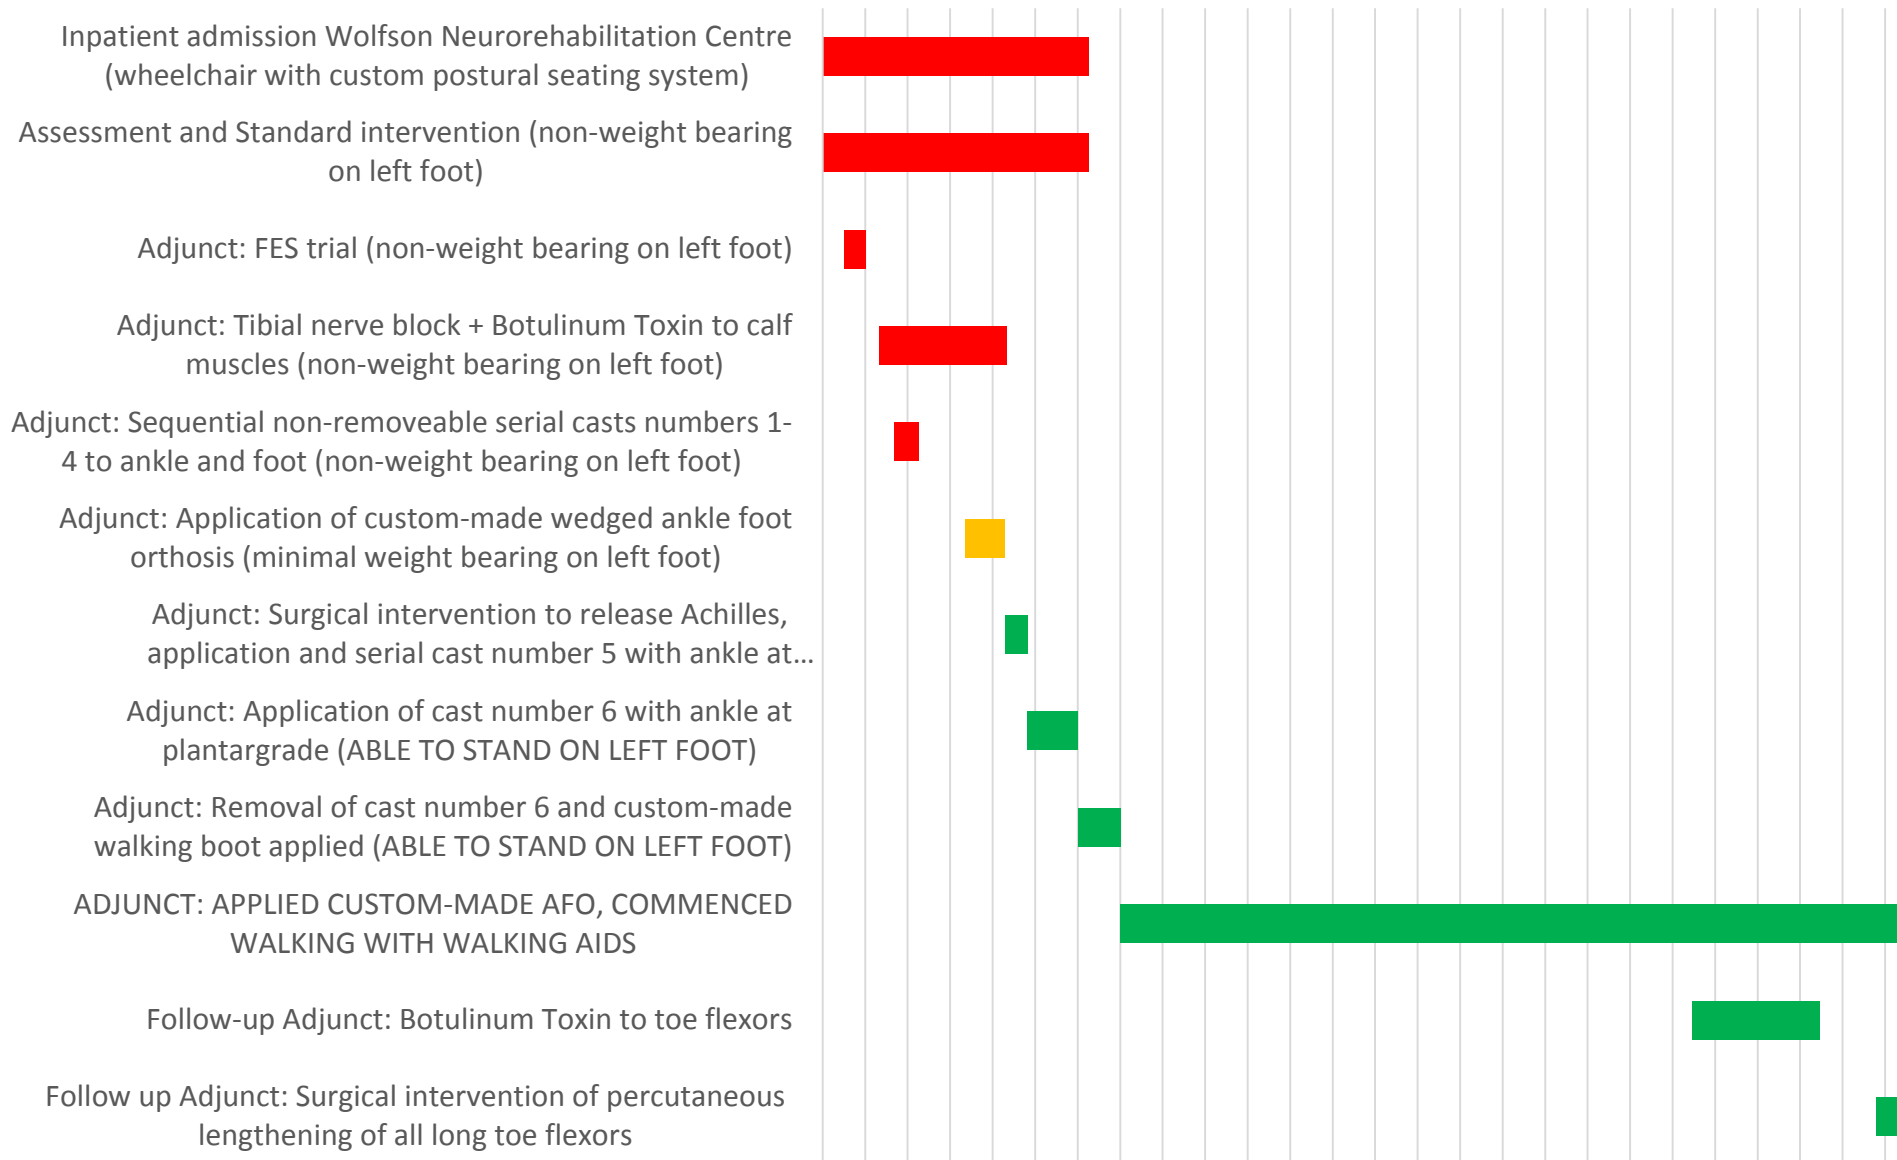 Inpatient admission Wolfson Neurorehabilitation Centre
(wheelchair with custom postural seating system)
Assessment and Standard intervention (non-weight bearing
on left foot)
Adjunct: FES trial (non-weight bearing on left foot)
Adjunct: Tibial nerve block + Botulinum Toxin to calf
muscles (non-weight bearing on left foot)
Adjunct: Sequential non-removeable serial casts numbers 1-
4 to ankle and foot (non-weight bearing on left foot)
Adjunct: Application of custom-made wedged ankle foot
orthosis (minimal weight bearing on left foot)
Adjunct: Surgical intervention to release Achilles,
application and serial cast number 5 with ankle at...
Adjunct: Application of cast number 6 with ankle at
plantargrade (ABLE TO STAND ON LEFT FOOT)
Adjunct: Removal of cast number 6 and custom-made
walking boot applied (ABLE TO STAND ON LEFT FOOT)
ADJUNCT: APPLIED CUSTOM-MADE AFO, COMMENCED
WALKING WITH WALKING AIDS
Follow-up Adjunct: Botulinum Toxin to toe flexors
Follow up Adjunct: Surgical intervention of percutaneous
lengthening of all long toe flexors